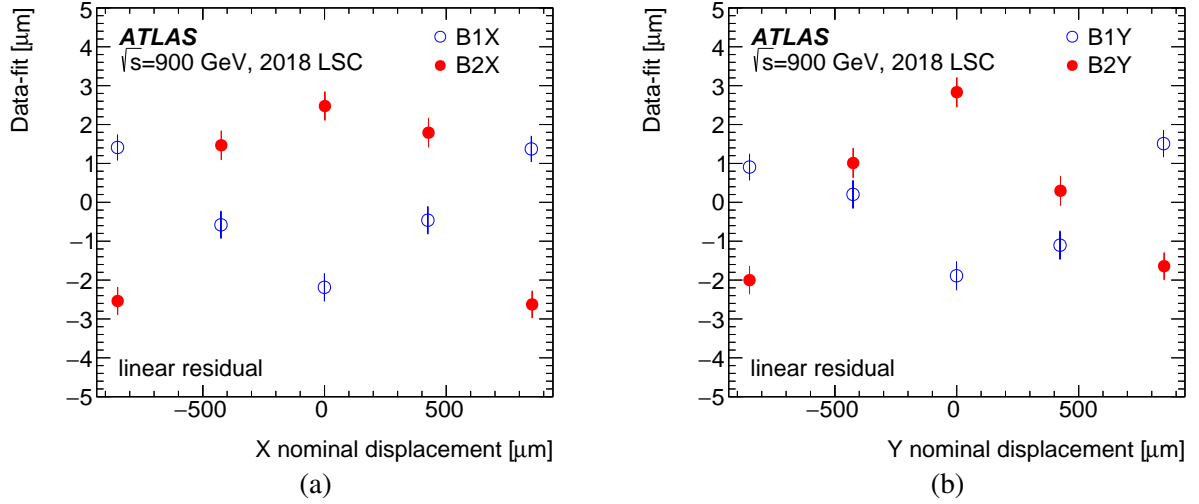 Data-fit [μm]
5
4
3
2
1
0
−1
−2
−3
−4
−5
ATLAS
√s=900 GeV, 2018 LSC
B1X
B2X
linear residual
−500 0 500
X nominal displacement [μm]
(a)
Data-fit [μm]
5
4
3
2
1
0
−1
−2
−3
−4
−5
ATLAS
√s=900 GeV, 2018 LSC
B1Y
B2Y
linear residual
−500 0 500
Y nominal displacement [μm]
(b)